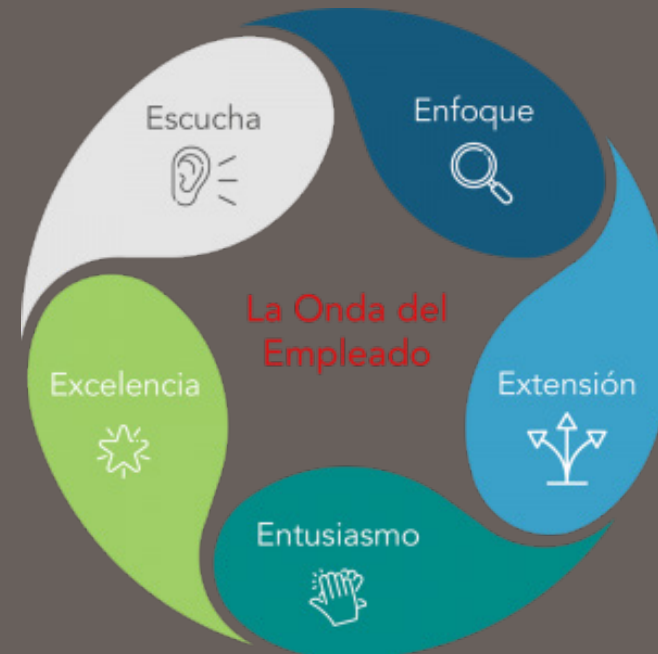 Escucha
Enfoque
La Onda del
Empleado
Excelencia
Extensión
Entusiasmo